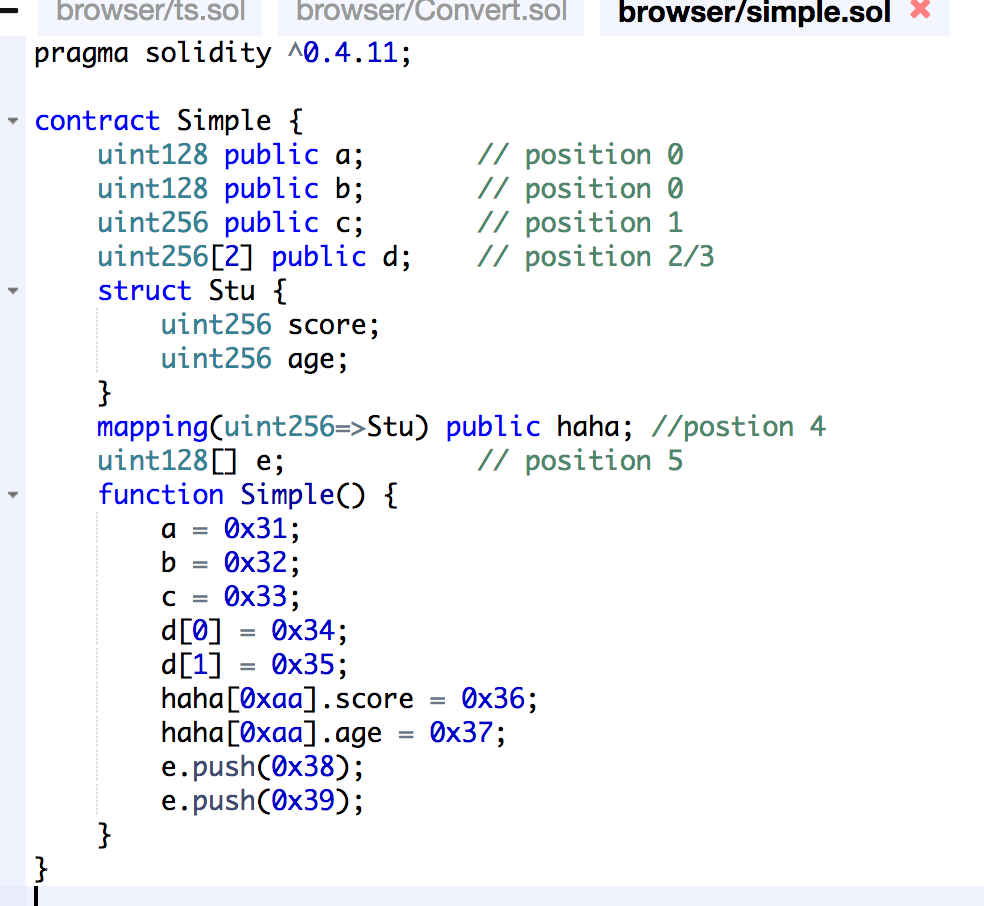 browser/ts.sol browser/Convert.sol browser/simple.sol ✖
pragma solidity ^0.4.11;
contract Simple {
    uint128 public a;       // position 0
    uint128 public b;       // position 0
    uint256 public c;       // position 1
    uint256[2] public d;    // position 2/3
    struct Stu {
        uint256 score;
        uint256 age;
    }
    mapping(uint256=>Stu) public haha; //postion 4
    uint128[] e;            // position 5
    function Simple() {
        a = 0x31;
        b = 0x32;
        c = 0x33;
        d[0] = 0x34;
        d[1] = 0x35;
        haha[0xaa].score = 0x36;
        haha[0xaa].age = 0x37;
        e.push(0x38);
        e.push(0x39);
    }
}